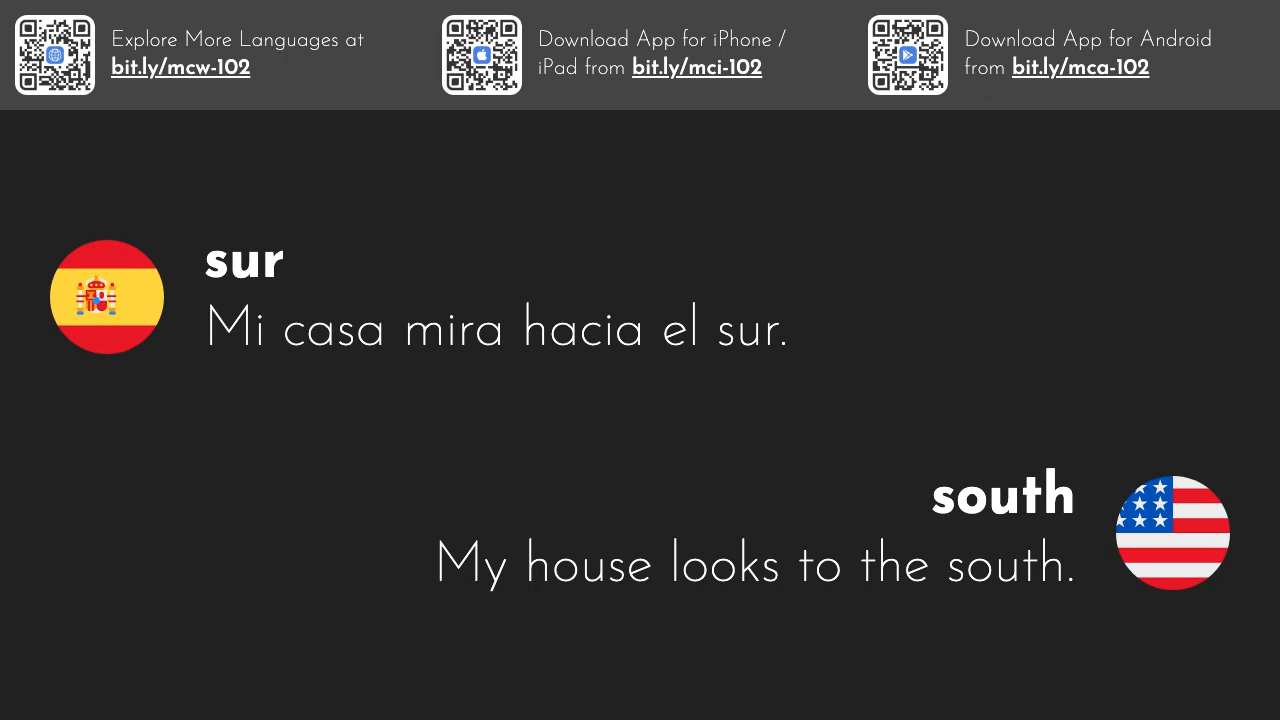 Explore More Languages at
bit.ly/mcw-102
Download App for iPhone /
iPad from bit.ly/mci-102
Download App for Android
from bit.ly/mca-102
sur
Mi casa mira hacia el sur.
south
My house looks to the south.